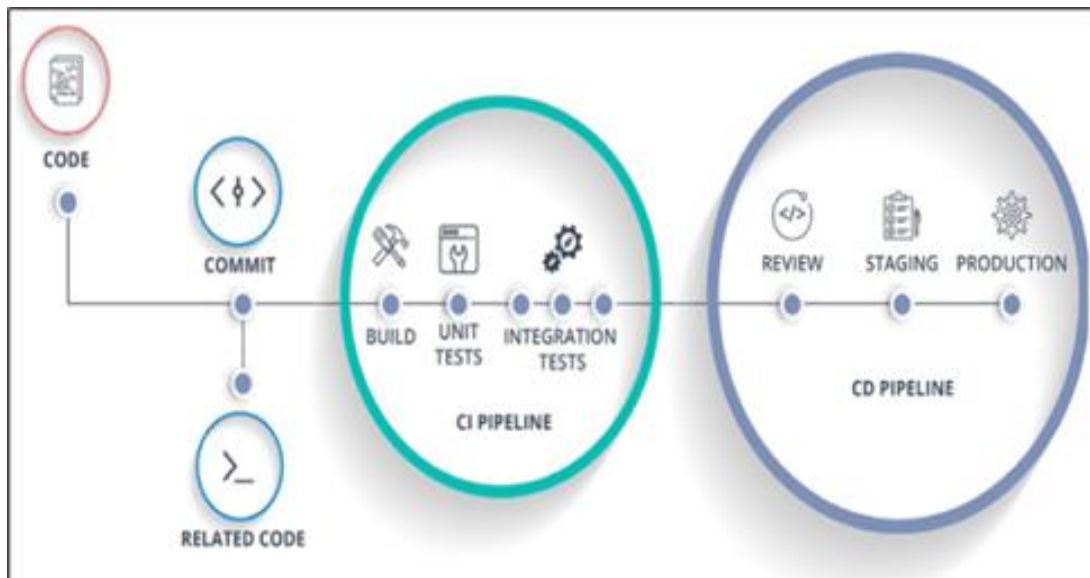 CODE
COMMIT
RELATED CODE
BUILD
UNIT
TESTS
INTEGRATION
TESTS
CI PIPELINE
REVIEW
STAGING
PRODUCTION
CD PIPELINE